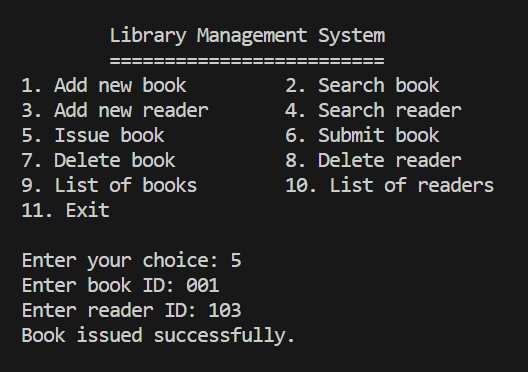 Library Management System
=========================
1. Add new book 2. Search book
3. Add new reader 4. Search reader
5. Issue book 6. Submit book
7. Delete book 8. Delete reader
9. List of books 10. List of readers
11. Exit
Enter your choice: 5
Enter book ID: 001
Enter reader ID: 103
Book issued successfully.